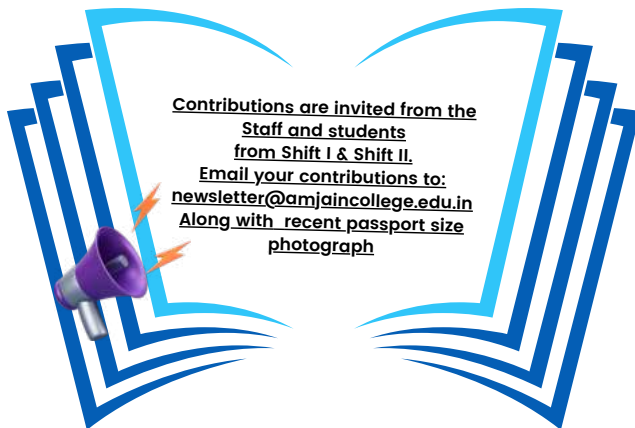 Contributions are invited from the
Staff and students
from Shift I & Shift II.
Email your contributions to:
newsletter@amjaincollege.edu.in
Along with  recent passport size
photograph